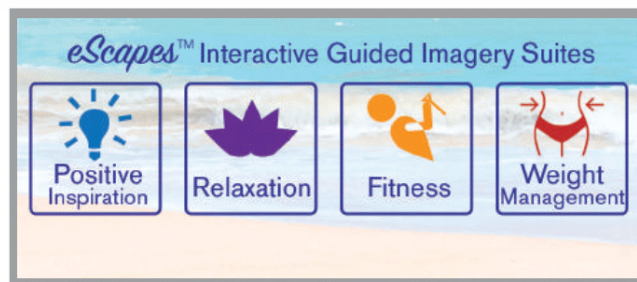 eScapes™ Interactive Guided Imagery Suites
Positive
Inspiration
Relaxation
Fitness
Weight
Management